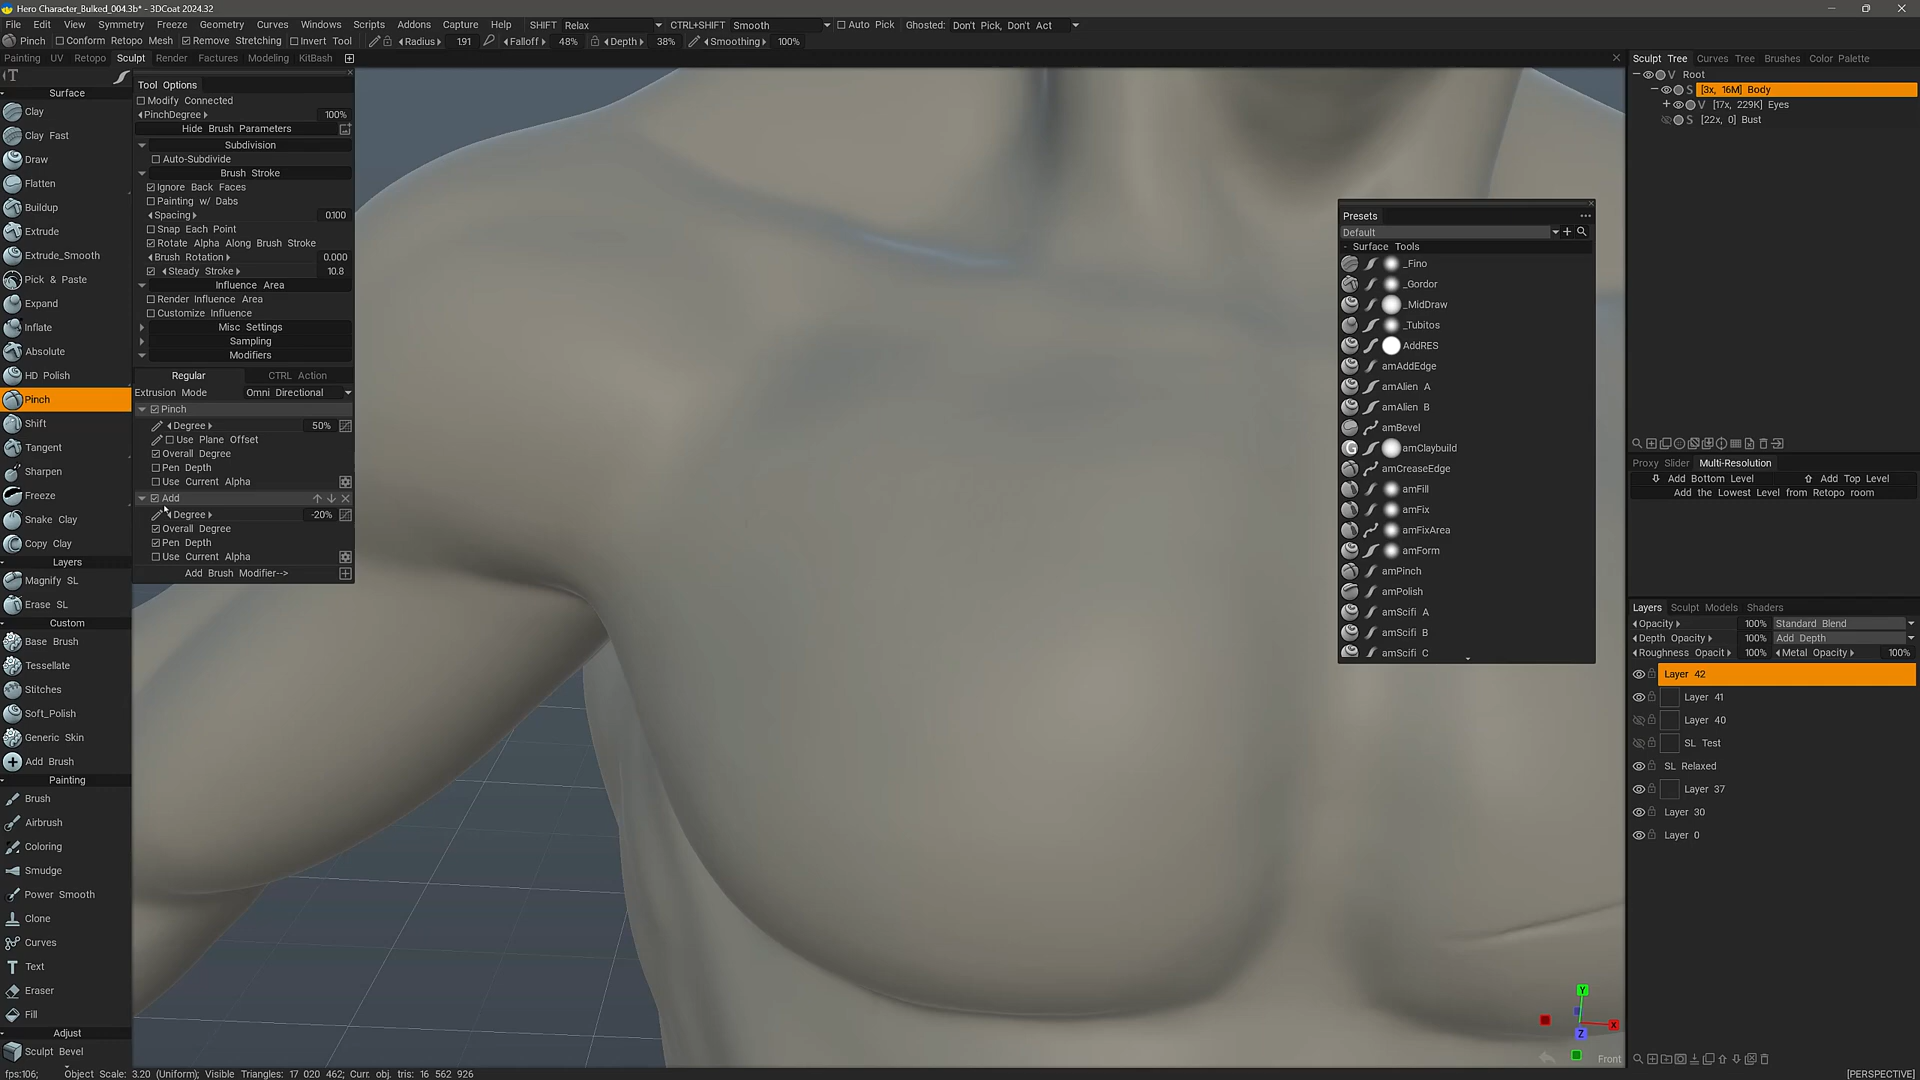 Hero Character_Bulked_004.3b* - 3DCoat 2024.32
File Edit View Symmetry Freeze Geometry Curves Windows Scripts Addons Capture Help SHIFT Relax CTRL+SHIFT Smooth Auto Pick Ghosted: Don't Pick, Don't Act
Pinch Conform Retopo Mesh Remove Stretching Invert Tool Radius 191 Falloff 48% Depth 38% Smoothing 100%
Painting UV Retopo Sculpt Render Factures Modeling KitBash
Surface
Clay
Clay Fast
Draw
Flatten
Buildup
Extrude
Extrude_Smooth
Pick & Paste
Expand
Inflate
Absolute
HD Polish
Pinch
Shift
Tangent
Sharpen
Freeze
Snake Clay
Copy Clay
Layers
Magnify SL
Erase SL
Custom
Base Brush
Tessellate
Stitches
Soft_Polish
Generic Skin
Add Brush
Painting
Brush
Airbrush
Coloring
Smudge
Power Smooth
Clone
Curves
Text
Eraser
Fill
Adjust
Sculpt Bevel
Tool Options
Modify Connected
PinchDegree 100%
Hide Brush Parameters
Subdivision
Auto-Subdivide
Brush Stroke
Ignore Back Faces
Painting w/ Dabs
Spacing 0.100
Snap Each Point
Rotate Alpha Along Brush Stroke
Brush Rotation 0.000
Steady Stroke 10.8
Influence Area
Render Influence Area
Customize Influence
Misc Settings
Sampling
Modifiers
Regular CTRL Action
Extrusion Mode Omni Directional
Pinch
Degree 50%
Use Plane Offset
Overall Degree
Pen Depth
Use Current Alpha
Add
Degree -20%
Overall Degree
Pen Depth
Use Current Alpha
Add Brush Modifier-->
Presets
Default
Surface Tools
_Fino
_Gordor
_MidDraw
_Tubitos
AddRES
amAddEdge
amAlien A
amAlien B
amBevel
amClaybuild
amCreaseEdge
amFill
amFix
amFixArea
amForm
amPinch
amPolish
amScifi A
amScifi B
amScifi C
Sculpt Tree Curves Tree Brushes Color Palette
V Root
S [3x, 16M] Body
V [17x, 229K] Eyes
S [22x, 0] Bust
Proxy Slider Multi-Resolution
Add Bottom Level Add Top Level
Add the Lowest Level from Retopo room
Layers Sculpt Models Shaders
Opacity 100% Standard Blend
Depth Opacity 100% Add Depth
Roughness Opacit 100% Metal Opacity 100%
Layer 42
Layer 41
Layer 40
SL Test
SL Relaxed
Layer 37
Layer 30
Layer 0
Y
X
Z
Front
fps:106; Object Scale: 3.20 (Uniform); Visible Triangles: 17 020 462; Curr. obj. tris: 16 562 926
[PERSPECTIVE]